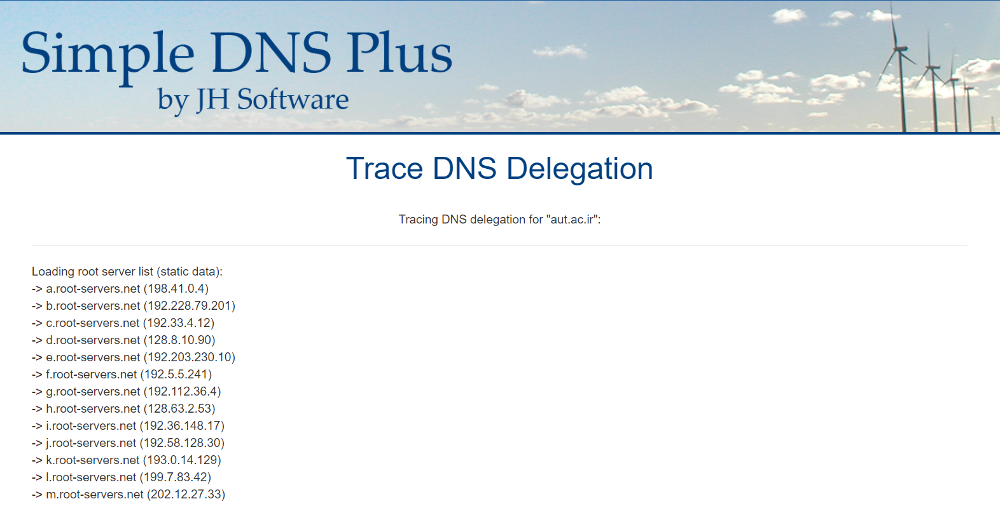 Simple DNS Plus
by JH Software
Trace DNS Delegation
Tracing DNS delegation for "aut.ac.ir":
Loading root server list (static data):
-> a.root-servers.net (198.41.0.4)
-> b.root-servers.net (192.228.79.201)
-> c.root-servers.net (192.33.4.12)
-> d.root-servers.net (128.8.10.90)
-> e.root-servers.net (192.203.230.10)
-> f.root-servers.net (192.5.5.241)
-> g.root-servers.net (192.112.36.4)
-> h.root-servers.net (128.63.2.53)
-> i.root-servers.net (192.36.148.17)
-> j.root-servers.net (192.58.128.30)
-> k.root-servers.net (193.0.14.129)
-> l.root-servers.net (199.7.83.42)
-> m.root-servers.net (202.12.27.33)